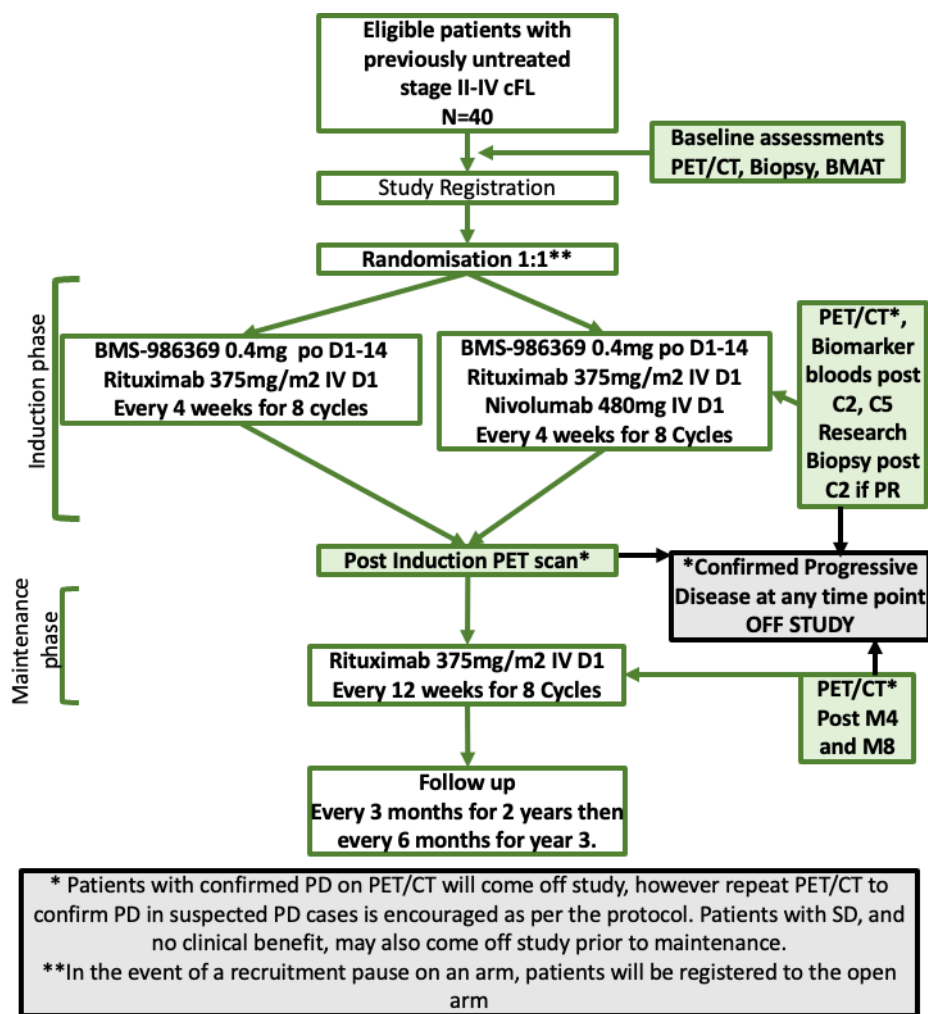 Eligible patients with
previously untreated
stage II-IV cFL
N=40
Baseline assessments
PET/CT, Biopsy, BMAT
Study Registration
Randomisation 1:1**
Induction phase
BMS-986369 0.4mg po D1-14
Rituximab 375mg/m2 IV D1
Every 4 weeks for 8 cycles
BMS-986369 0.4mg po D1-14
Rituximab 375mg/m2 IV D1
Nivolumab 480mg IV D1
Every 4 weeks for 8 Cycles
PET/CT*,
Biomarker
bloods post
C2, C5
Research
Biopsy post
C2 if PR
Post Induction PET scan*
*Confirmed Progressive
Disease at any time point
OFF STUDY
Maintenance
phase
Rituximab 375mg/m2 IV D1
Every 12 weeks for 8 Cycles
PET/CT*
Post M4
and M8
Follow up
Every 3 months for 2 years then
every 6 months for year 3.
* Patients with confirmed PD on PET/CT will come off study, however repeat PET/CT to
confirm PD in suspected PD cases is encouraged as per the protocol. Patients with SD, and
no clinical benefit, may also come off study prior to maintenance.
**In the event of a recruitment pause on an arm, patients will be registered to the open
arm